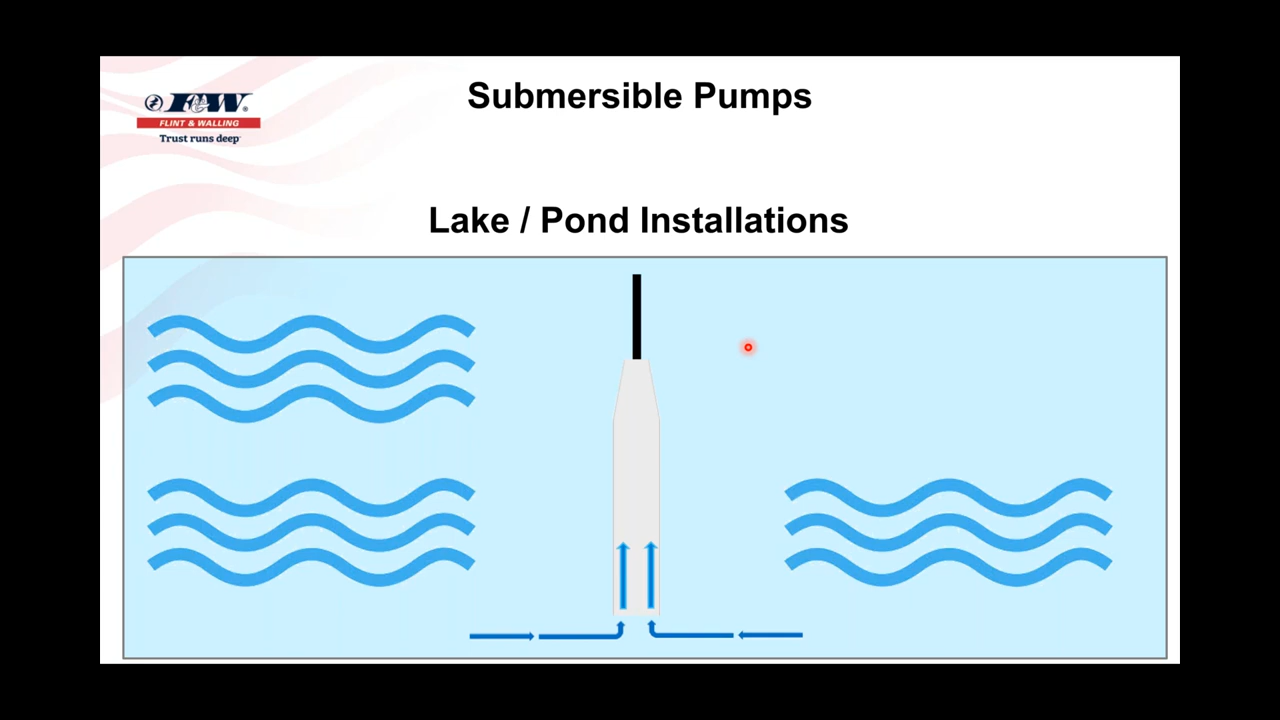 Submersible Pumps
F&W.
FLINT & WALLING
Trust runs deep
Lake / Pond Installations